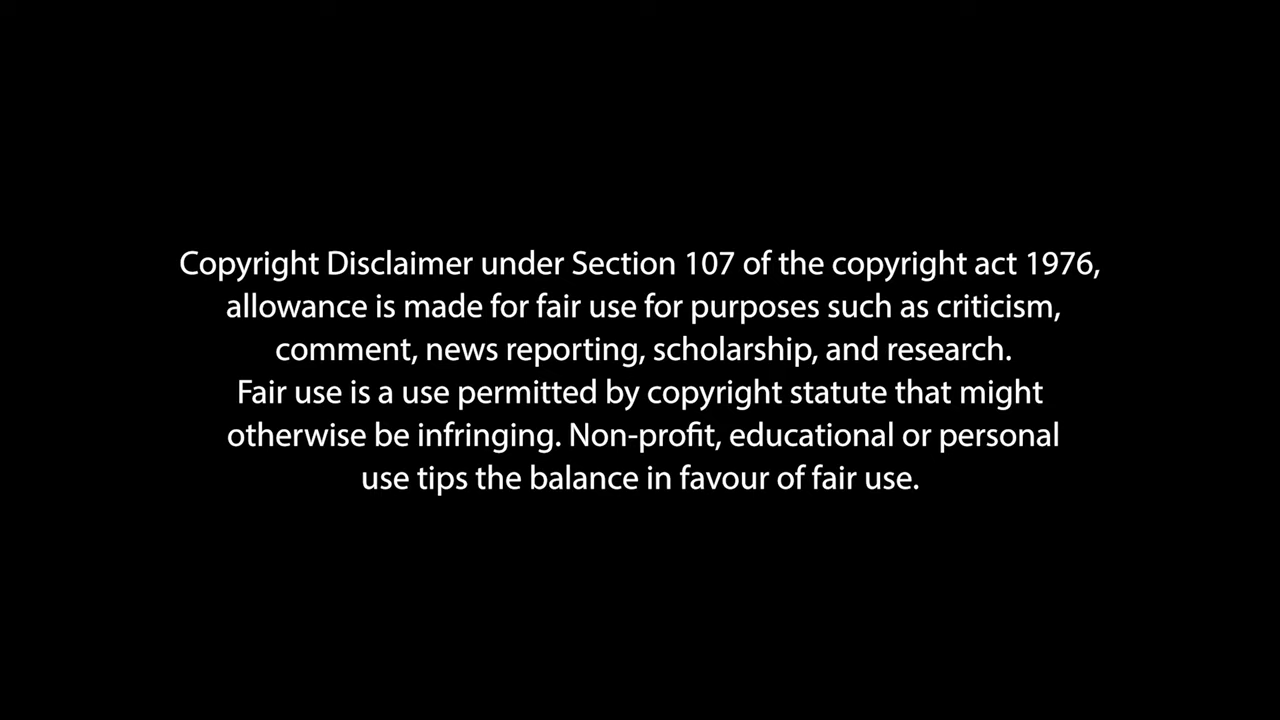 Copyright Disclaimer under Section 107 of the copyright act 1976,
allowance is made for fair use for purposes such as criticism,
comment, news reporting, scholarship, and research.
Fair use is a use permitted by copyright statute that might
otherwise be infringing. Non-profit, educational or personal
use tips the balance in favour of fair use.